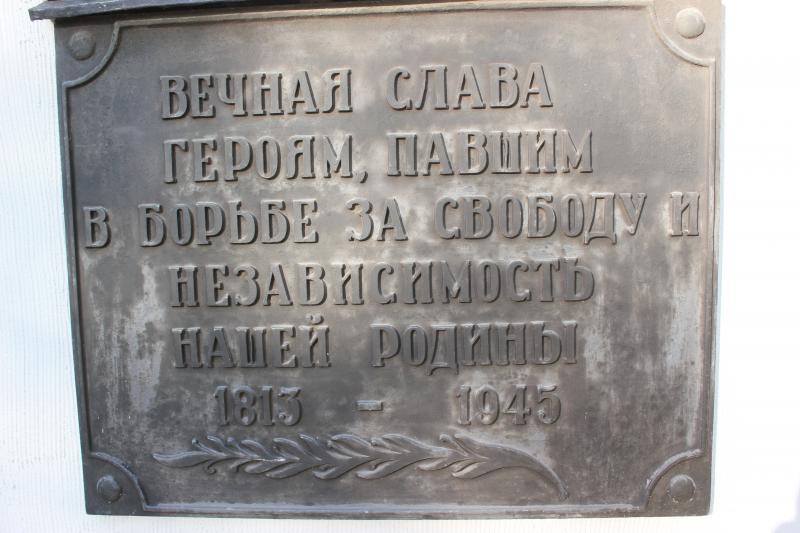 ВЕЧНАЯ СЛАВА
ГЕРОЯМ, ПАВШИМ
В БОРЬБЕ ЗА СВОБОДУ И
НЕЗАВИСИМОСТЬ
НАШЕЙ РОДИНЫ
1813 - 1945